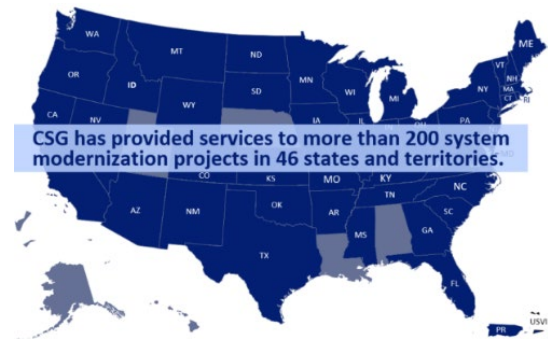 WA
MT
ND
ME
OR
ID
MN
VT
NH
WI
NY
MA
SD
MI
CT
RI
WY
CA
NV
IA
PA
CSG has provided services to more than 200 system
modernization projects in 46 states and territories.
CO
KS
MO
KY
NC
TN
AZ
NM
OK
AR
SC
MS
GA
TX
FL
USVI
PR